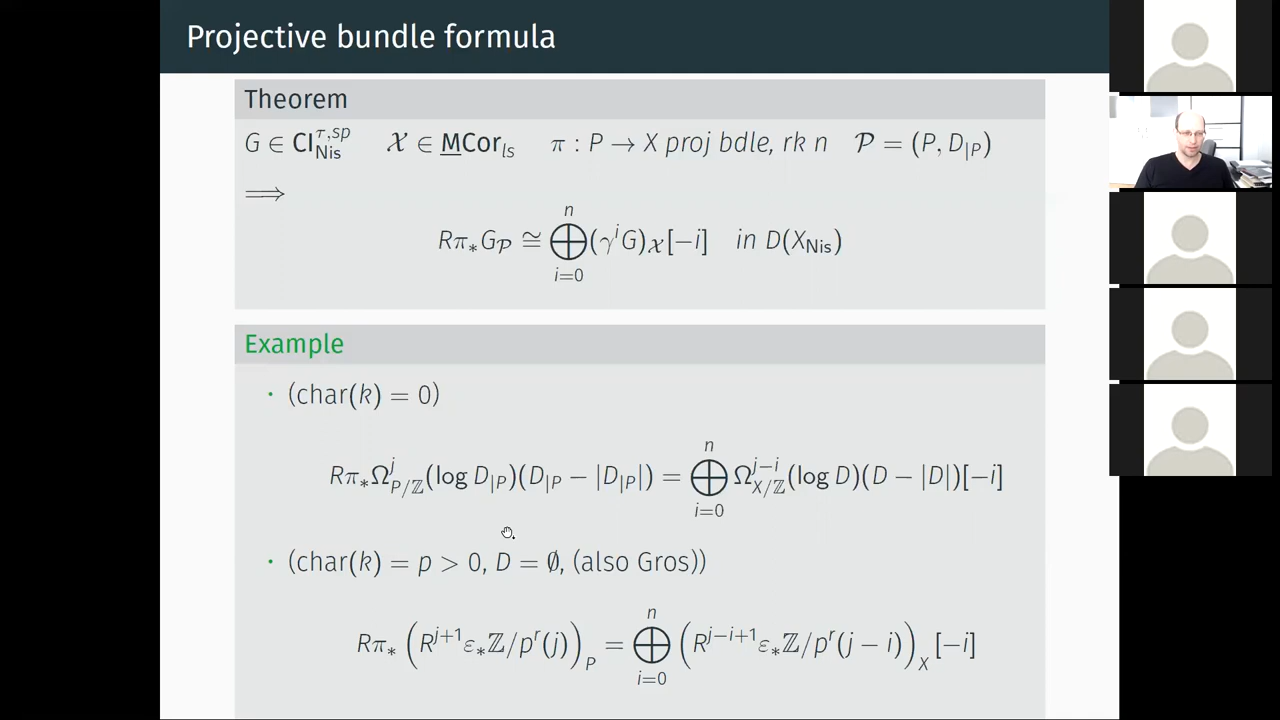 Projective bundle formula
Theorem
G ∈ CI^{τ,sp}_{Nis} 𝒳 ∈ M̲Cor_{ls} π : P → X proj bdle, rk n 𝒫 = (P, D_{|P})
⟹
Rπ_*G_𝒫 ≅ ⊕_{i=0}^{n} (γ^i G)_𝒳[−i] in D(X_{Nis})
Example
• (char(k) = 0)
Rπ_*Ω^j_{P/ℤ}(log D_{|P})(D_{|P} − |D_{|P}|) = ⊕_{i=0}^{n} Ω^{j−i}_{X/ℤ}(log D)(D − |D|)[−i]
• (char(k) = p > 0, D = ∅, (also Gros))
Rπ_* (R^{j+1}ε_*ℤ/p^r(j))_P = ⊕_{i=0}^{n} (R^{j−i+1}ε_*ℤ/p^r(j − i))_X [−i]